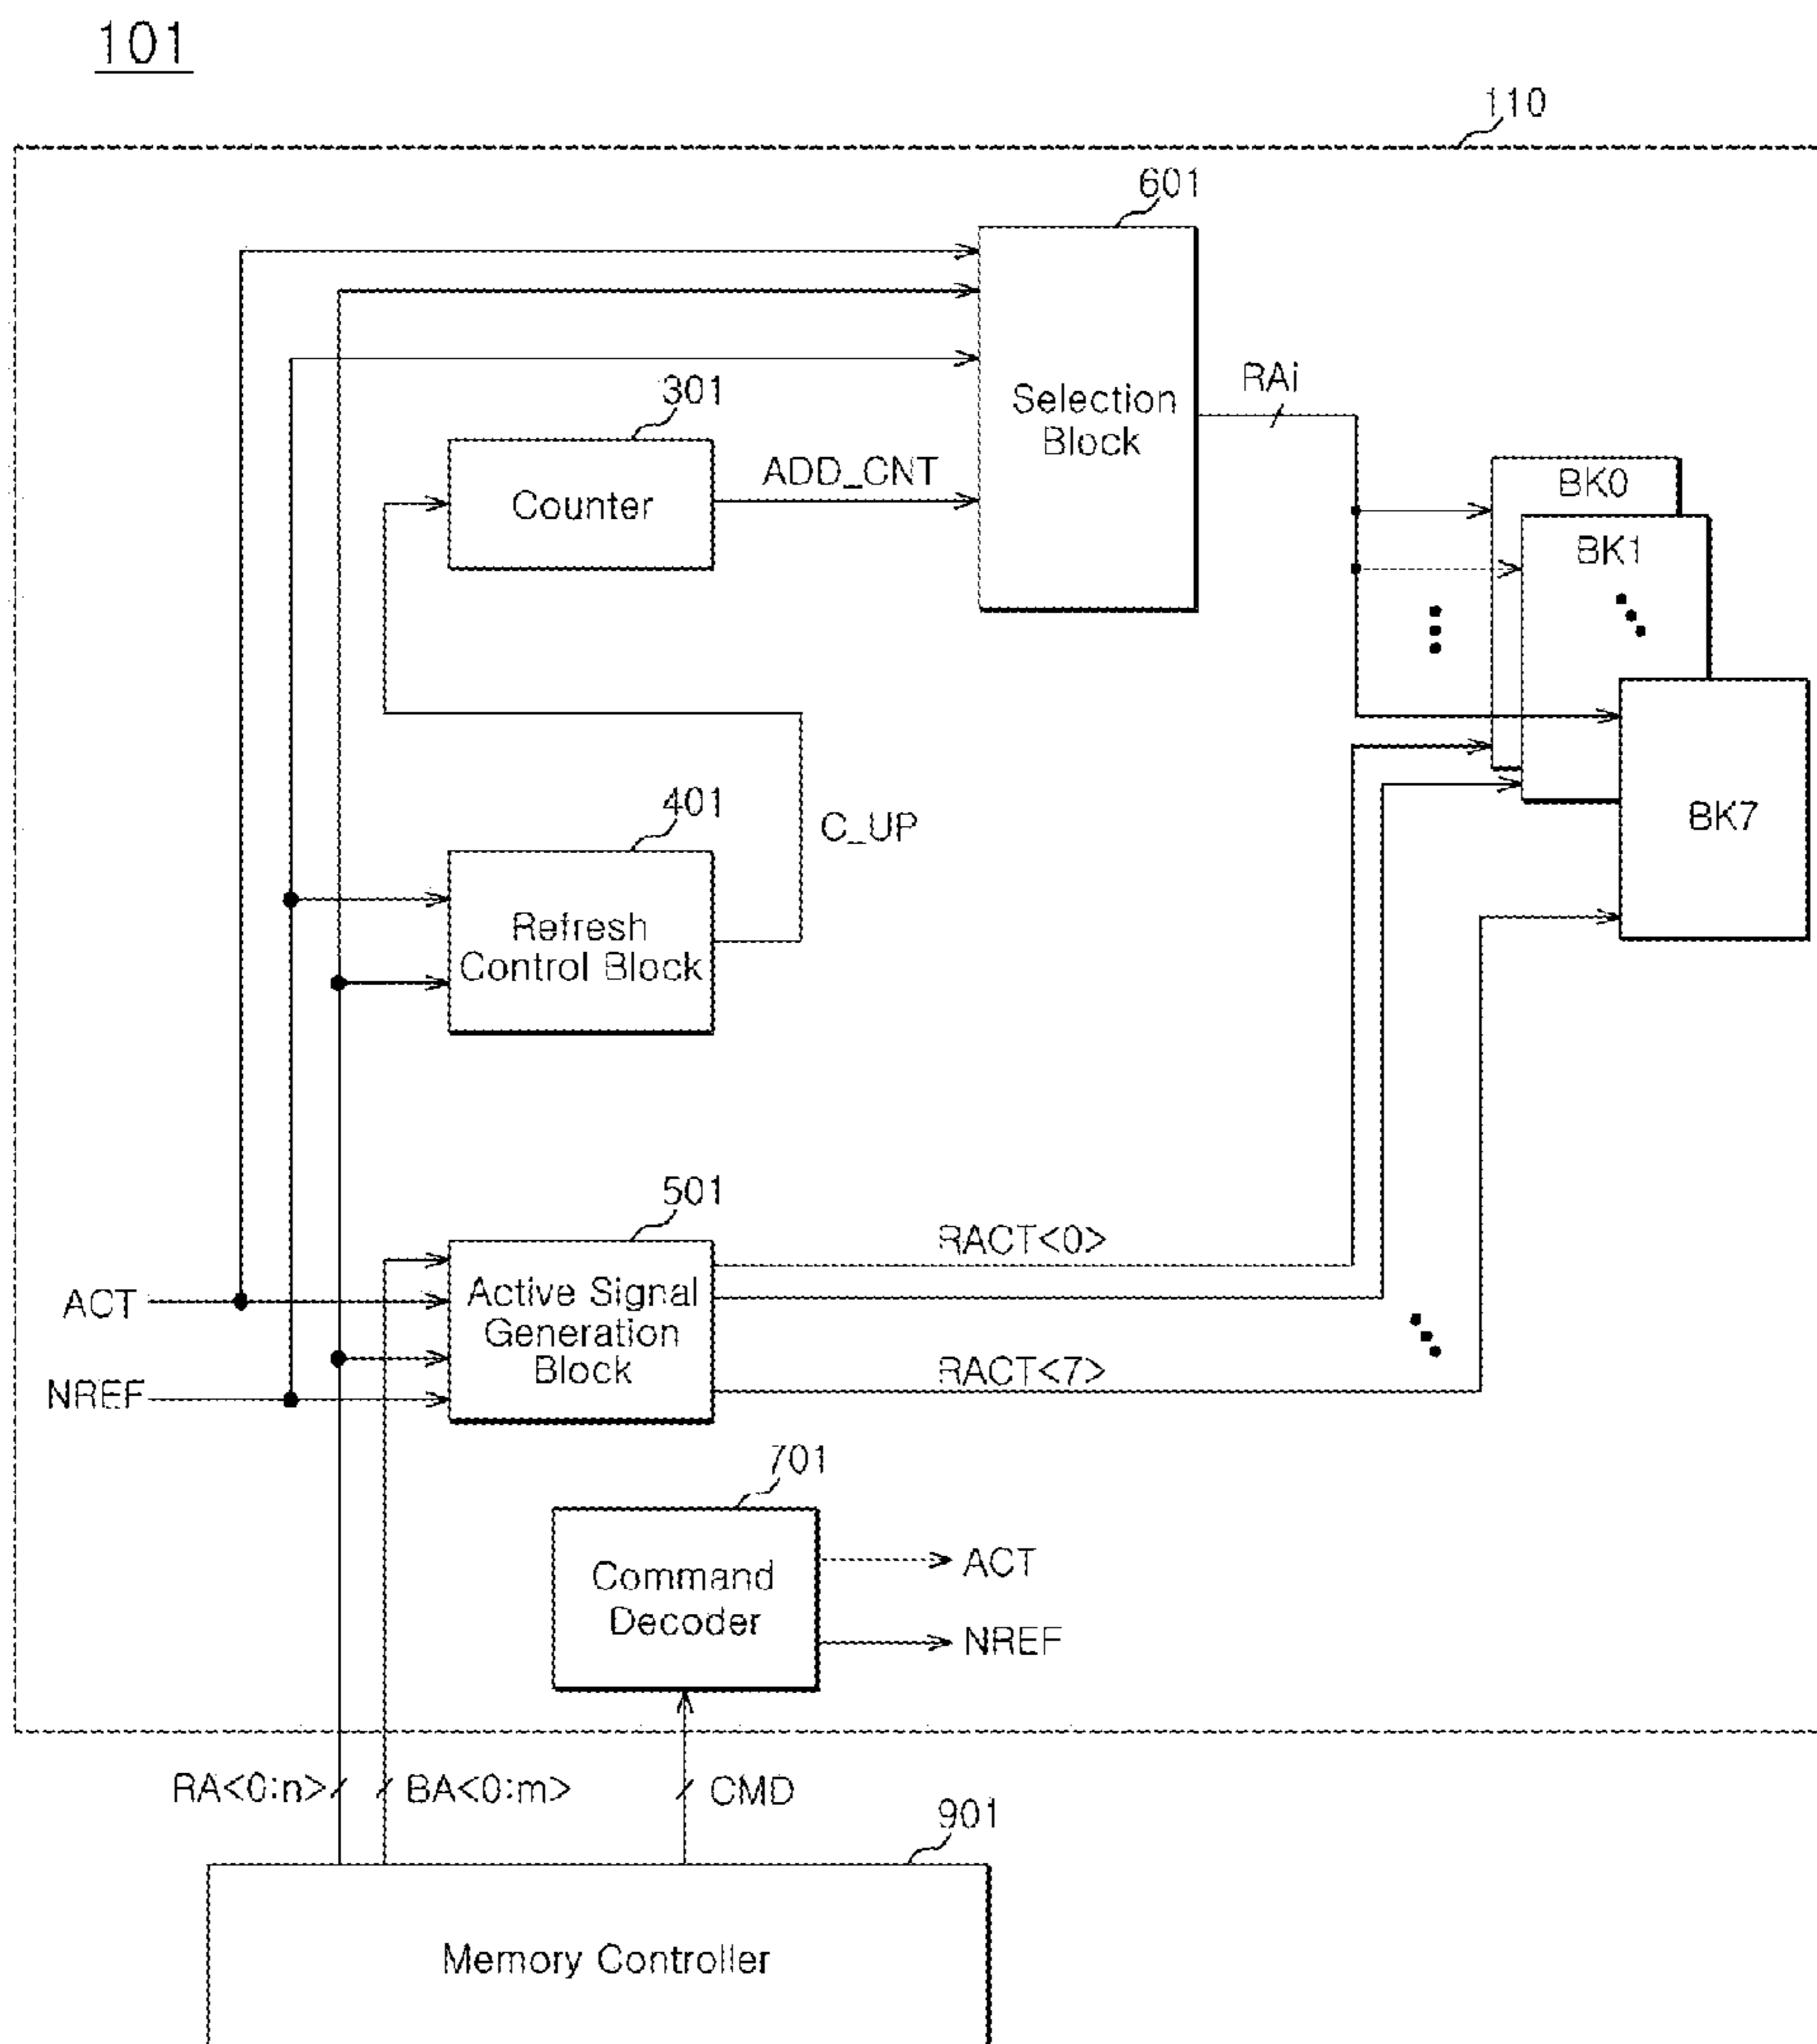 101
110
601
Selection
Block
RAi
301
Counter
ADD_CNT
BK0
BK1
BK7
401
Refresh
Control Block
C_UP
501
Active Signal
Generation
Block
RACT<0>
RACT<7>
ACT
NREF
701
Command
Decoder
ACT
NREF
RA<0:n>
BA<0:m>
CMD
901
Memory Controller